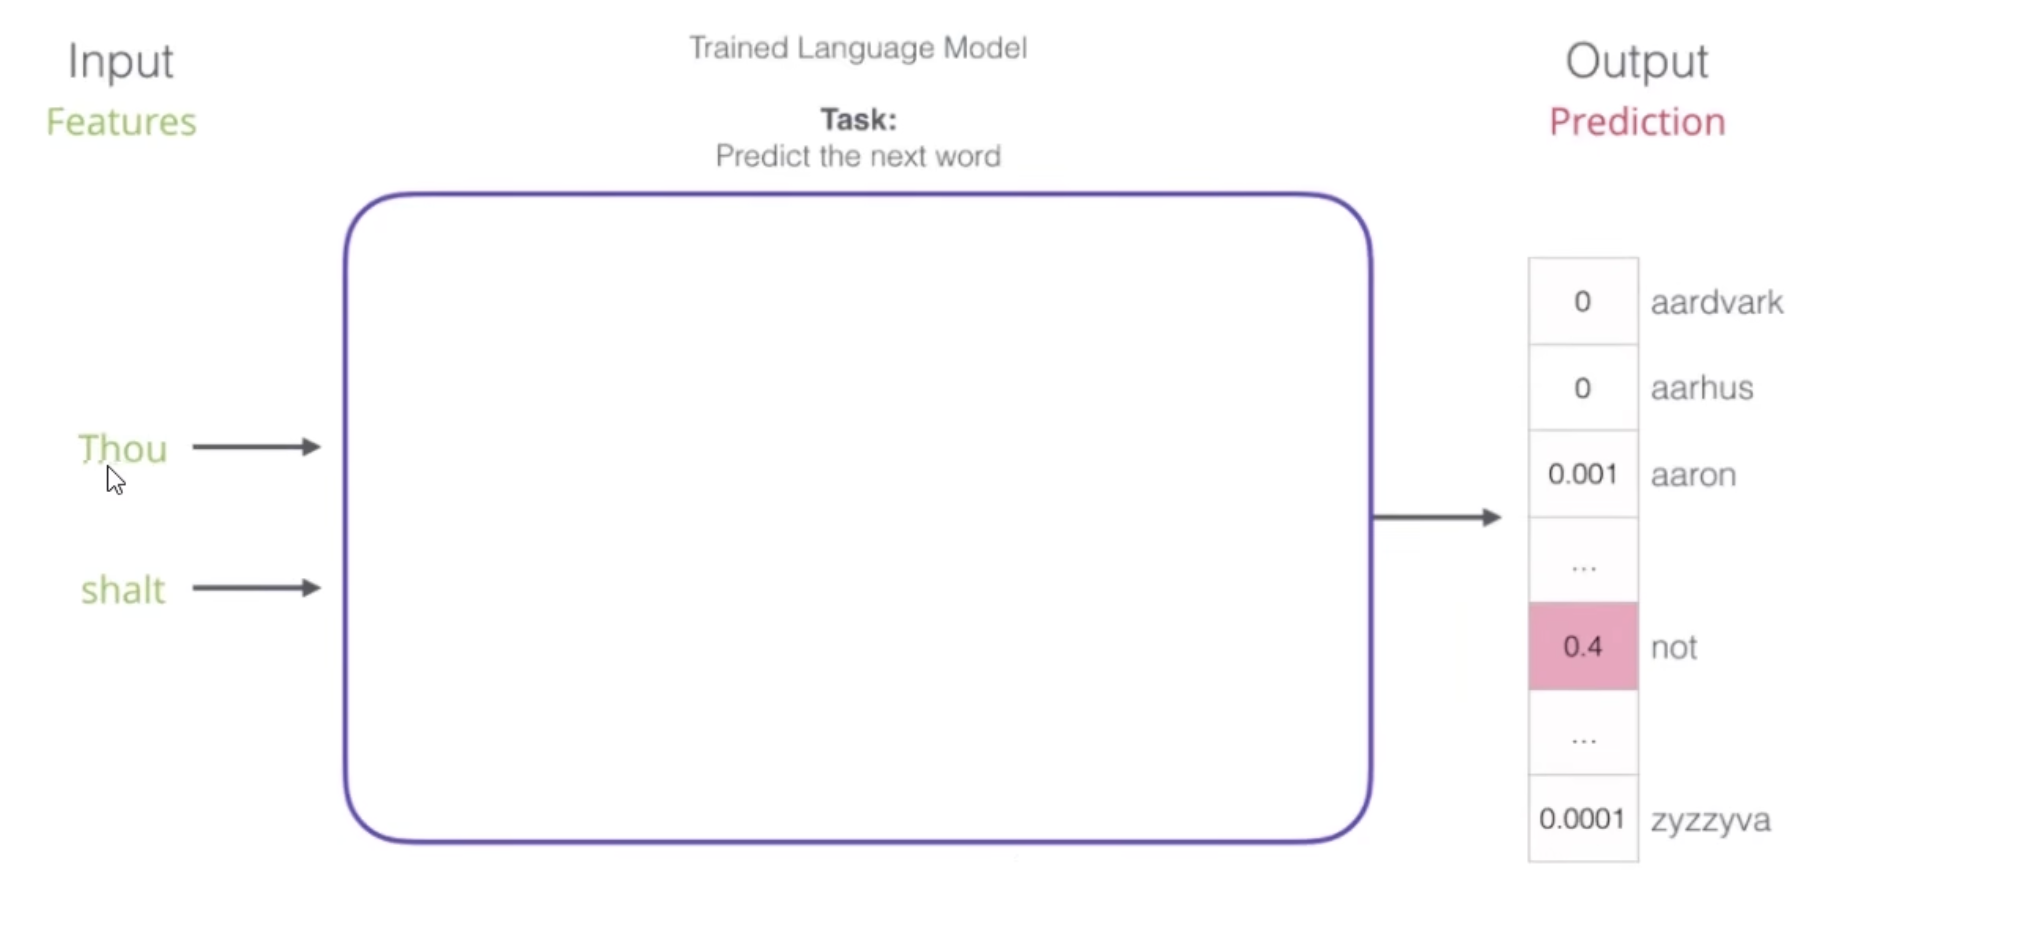 Input
Features
Trained Language Model
Task:
Predict the next word
Output
Prediction
Thou
shalt
0 aardvark
0 aarhus
0.001 aaron
...
0.4 not
...
0.0001 zyzzyva